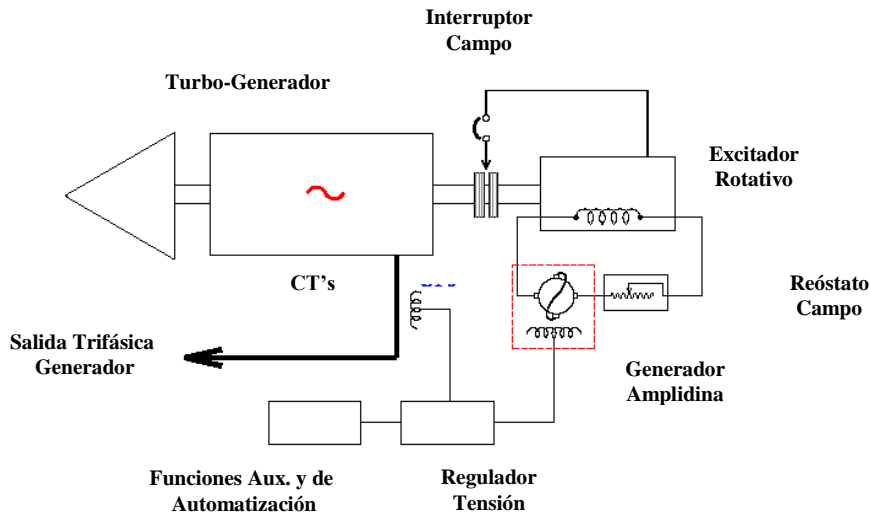 Interruptor
Campo
Turbo-Generador
Excitador
Rotativo
CT's
Reóstato
Campo
Salida Trifásica
Generador
Generador
Amplidina
Funciones Aux. y de
Automatización
Regulador
Tensión